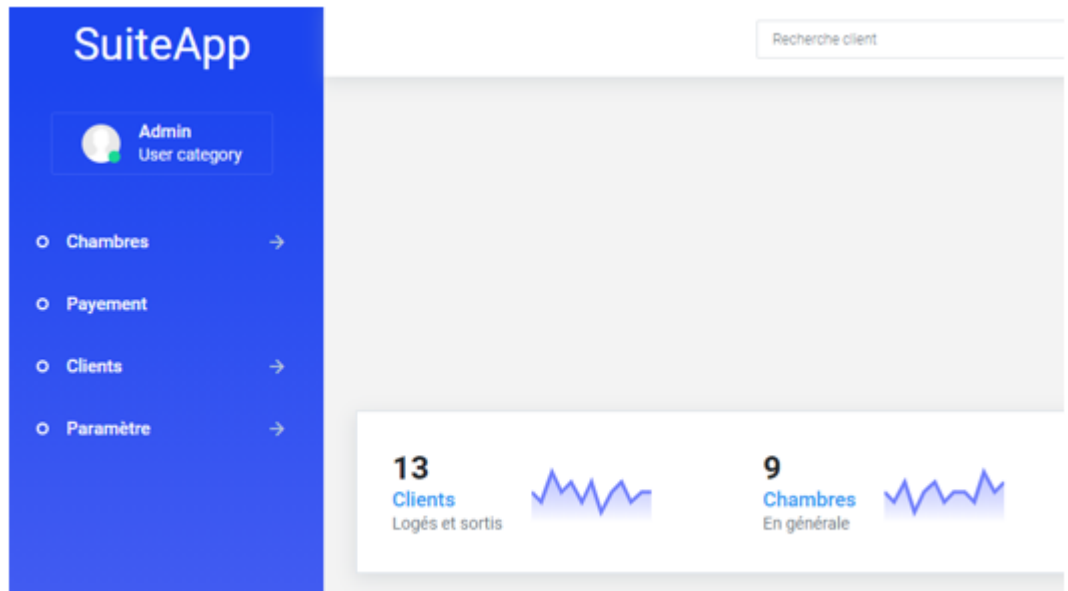 SuiteApp
Recherche client
Admin
User category
Chambres
Payement
Clients
Paramètre
13
Clients
Logés et sortis
9
Chambres
En générale